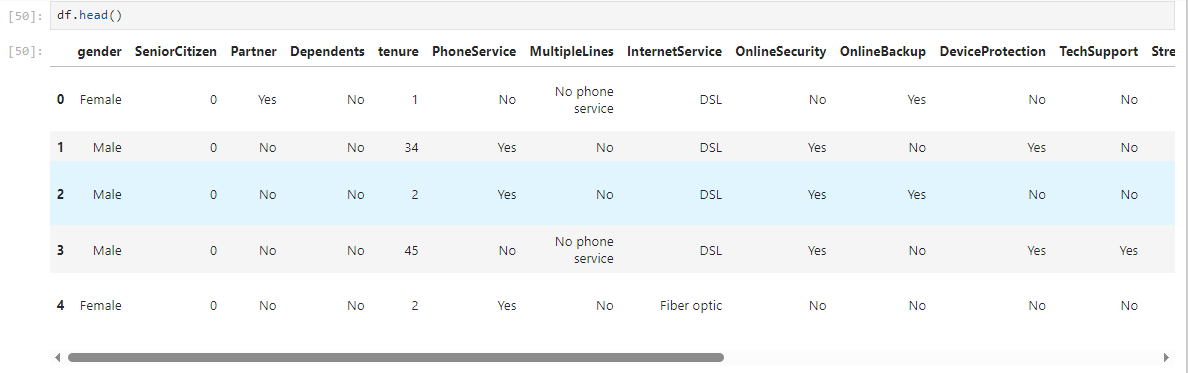 [50]: df.head()
[50]: gender SeniorCitizen Partner Dependents tenure PhoneService MultipleLines InternetService OnlineSecurity OnlineBackup DeviceProtection TechSupport Stre
0 Female 0 Yes No 1 No No phone service DSL No Yes No No
1 Male 0 No No 34 Yes No DSL Yes No Yes No
2 Male 0 No No 2 Yes No DSL Yes Yes No No
3 Male 0 No No 45 No No phone service DSL Yes No Yes Yes
4 Female 0 No No 2 Yes No Fiber optic No No No No